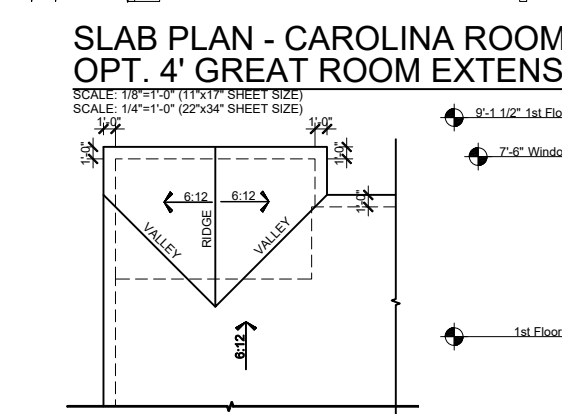 SLAB PLAN - CAROLINA ROOM
OPT. 4' GREAT ROOM EXTENS
SCALE: 1/8"=1'-0" (11"x17" SHEET SIZE)
SCALE: 1/4"=1'-0" (22"x34" SHEET SIZE)
1'-0"
1'-0"
9'-1 1/2" 1st Flo
1'-0"
1'-0"
7'-6" Windo
6:12
6:12
1'-0"
VALLEY
RIDGE
VALLEY
6:12
1st Floor